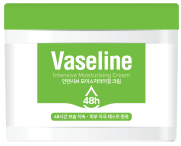 Vaseline
Intensive Moisturising Cream
인텐시브 모이스처라이징 크림
48h
48시간 보습 지속 · 피부 자극 테스트 완료